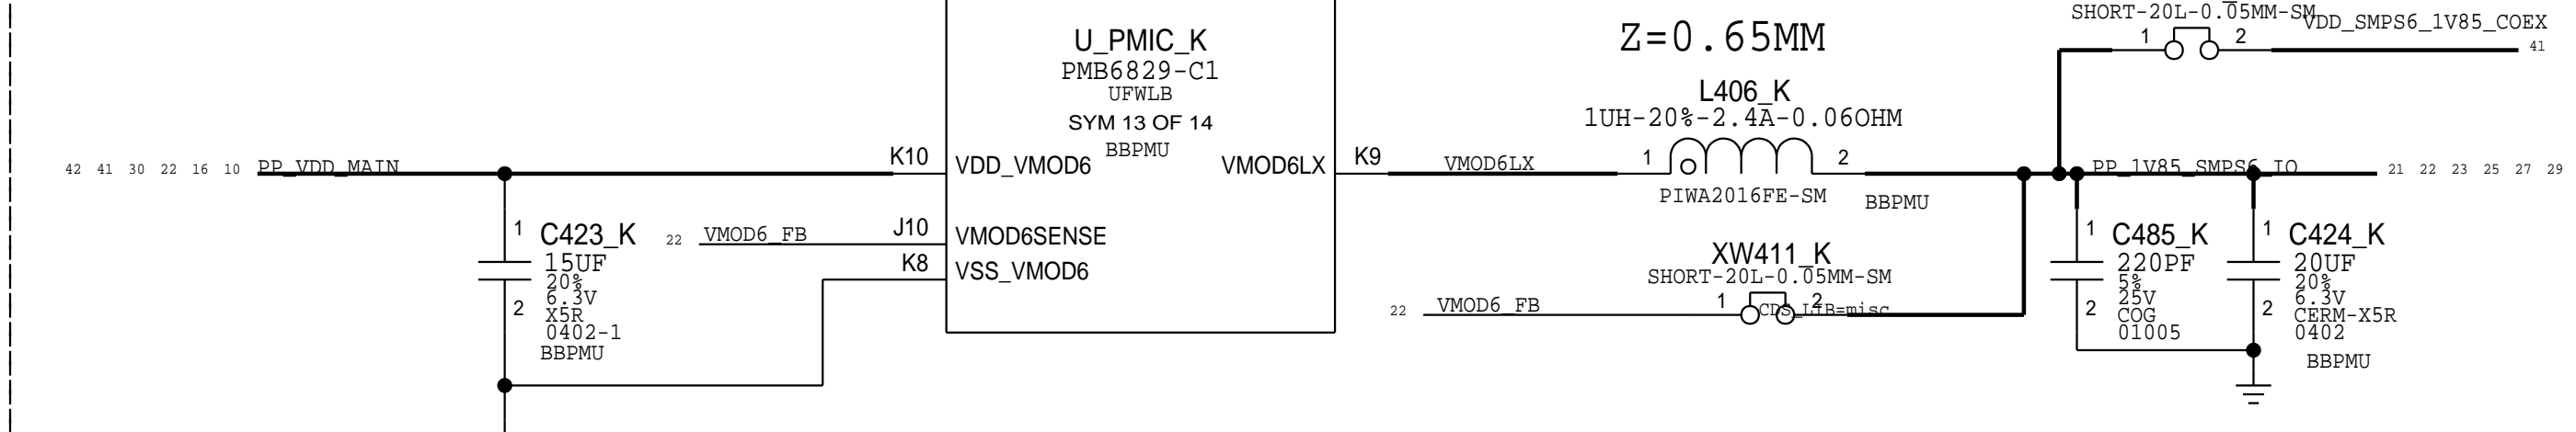 SHORT-20L-0.05MM-SM
VDD_SMPS6_1V85_COEX
1
2
41
U_PMIC_K
PMB6829-C1
UFWLB
SYM 13 OF 14
BBPMU
Z=0.65MM
L406_K
1UH-20%-2.4A-0.06OHM
42 41 30 22 16 10
PP_VDD_MAIN
K10
VDD_VMOD6
VMOD6LX
K9
VMOD6LX
1
2
PIWA2016FE-SM
BBPMU
PP_1V85_SMPS6_IO
21 22 23 25 27 29
22
VMOD6_FB
J10
VMOD6SENSE
K8
VSS_VMOD6
1
C423_K
15UF
20%
6.3V
2
X5R
0402-1
BBPMU
XW411_K
SHORT-20L-0.05MM-SM
22
VMOD6_FB
1
2
CDS_LIB=misc
1
C485_K
220PF
5%
25V
2
COG
01005
1
C424_K
20UF
20%
6.3V
2
CERM-X5R
0402
BBPMU